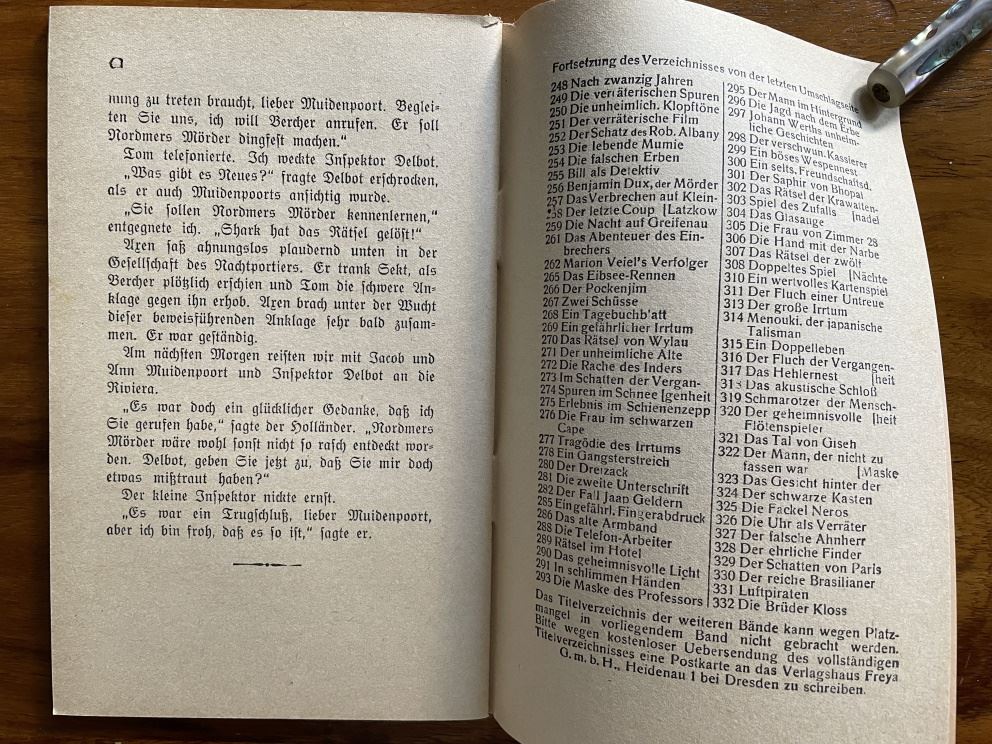 nung zu treten braucht, lieber Muidenpoort. Beglei-
ten Sie uns, ich will Bercher anrufen. Er soll
Nordmers Mörder dingfest machen.“
Tom telefonierte. Ich weckte Inspektor Delbot.
„Was gibt es Neues?“ fragte Delbot erschrocken,
als er auch Muidenpoorts ansichtig wurde.
„Sie sollen Nordmers Mörder kennenlernen,“
entgegnete ich. „Shark hat das Rätsel gelöst!“
Axen saß ahnungslos plaudernd unten in der
Gesellschaft des Nachtportiers. Er trank Sekt, als
Bercher plötzlich erschien und Tom die schwere An-
klage gegen ihn erhob. Axen brach unter der Wucht
dieser beweisführenden Anklage sehr bald zusam-
men. Er war geständig.
Am nächsten Morgen reisten wir mit Jacob und
Ann Muidenpoort und Inspektor Delbot an die
Riviera.
„Es war doch ein glücklicher Gedanke, daß ich
Sie gerufen habe,“ sagte der Holländer. „Nordmers
Mörder wäre wohl sonst nicht so rasch entdeckt wor-
den. Delbot, geben Sie jetzt zu, daß Sie mir doch
etwas mißtraut haben?“
Der kleine Inspektor nickte ernst.
„Es war ein Trugschluß, lieber Muidenpoort,
aber ich bin froh, daß es so ist,“ sagte er.
Fortsetzung des Verzeichnisses von der letzten Umschlagseite
248 Nach zwanzig Jahren
249 Die verräterischen Spuren
250 Die unheimlich. Klopftöne
251 Der verräterische Film
252 Der Schatz des Rob. Albany
253 Die lebende Mumie
254 Die falschen Erben
255 Bill als Detektiv
256 Benjamin Dux, der Mörder
257 Das Verbrechen auf Klein-
258 Der letzte Coup [Latzkow
259 Die Nacht auf Greifenau
261 Das Abenteuer des Ein-
brechers
262 Marion Veiel's Verfolger
265 Das Eibsee-Rennen
266 Der Pockenjim
267 Zwei Schüsse
268 Ein Tagebuchb'att
269 Ein gefährlicher Irrtum
270 Das Rätsel von Wylau
271 Der unheimliche Alte
272 Die Rache des Inders
273 Im Schatten der Vergan-
274 Spuren im Schnee [genheit
275 Erlebnis im Schienenzepp
276 Die Frau im schwarzen
Cape
277 Tragödie des Irrtums
278 Ein Gangsterstreich
280 Der Dreizack
281 Die zweite Unterschrift
282 Der Fall Jaap Geldern
285 Eingefährl. Fingerabdruck
286 Das alte Armband
288 Die Telefon-Arbeiter
289 Rätsel im Hotel
290 Das geheimnisvolle Licht
291 In schlimmen Händen
293 Die Maske des Professors
295 Der Mann im Hintergrund
296 Die Jagd nach dem Erbe
297 Johann Werths unheim-
liche Geschichten
298 Der verschwun. Kassierer
299 Ein böses Wespennest
300 Ein selts. Freundschaftsd.
301 Der Saphir von Bhopal
302 Das Rätsel der Krawatten-
303 Spiel des Zufalls [nadel
304 Das Glasauge
305 Die Frau von Zimmer 28
306 Die Hand mit der Narbe
307 Das Rätsel der zwölf
308 Doppeltes Spiel [Nächte
310 Ein wertvolles Kartenspiel
311 Der Fluch einer Untreue
313 Der große Irrtum
314 Menouki, der japanische
Talisman
315 Ein Doppelleben
316 Der Fluch der Vergangen-
317 Das Hehlernest [heit
318 Das akustische Schloß
319 Schmarotzer der Mensch-
320 Der geheimnisvolle [heit
Flötenspieler
321 Das Tal von Giseh
322 Der Mann, der nicht zu
fassen war [Maske
323 Das Gesicht hinter der
324 Der schwarze Kasten
325 Die Fackel Neros
326 Die Uhr als Verräter
327 Der falsche Ahnherr
328 Der ehrliche Finder
329 Der Schatten von Paris
330 Der reiche Brasilianer
331 Luftpiraten
332 Die Brüder Kloss
Das Titelverzeichnis der weiteren Bände kann wegen Platz-
mangel in vorliegendem Band nicht gebracht werden.
Bitte wegen kostenloser Uebersendung des vollständigen
Titelverzeichnisses eine Postkarte an das Verlagshaus Freya
G. m. b. H., Heidenau 1 bei Dresden zu schreiben.